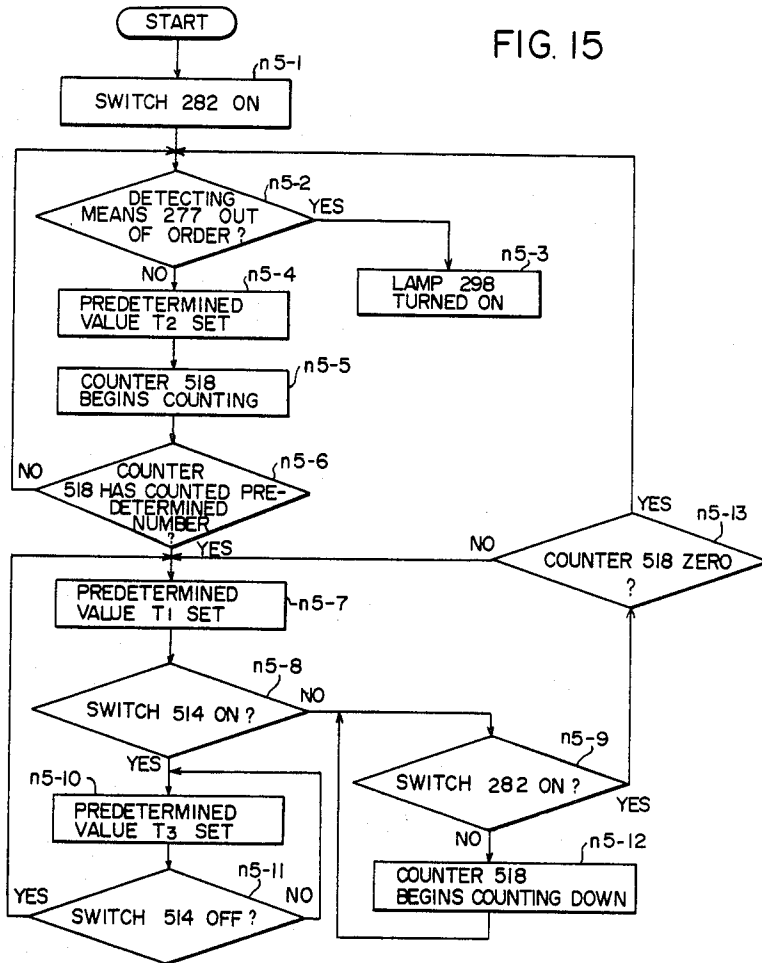 START
FIG. 15
n5-1
SWITCH 282 ON
n5-2
DETECTING
MEANS 277 OUT
OF ORDER ?
YES
NO
n5-3
LAMP 298
TURNED ON
n5-4
PREDETERMINED
VALUE T2 SET
n5-5
COUNTER 518
BEGINS COUNTING
n5-6
NO
COUNTER
518 HAS COUNTED PRE-
DETERMINED
NUMBER
?
YES
n5-13
YES
NO
COUNTER 518 ZERO
?
PREDETERMINED
VALUE T1 SET
n5-7
n5-8
SWITCH 514 ON ?
NO
YES
n5-9
SWITCH 282 ON ?
YES
NO
n5-10
PREDETERMINED
VALUE T3 SET
n5-12
COUNTER 518
BEGINS COUNTING DOWN
n5-11
YES
SWITCH 514 OFF ?
NO